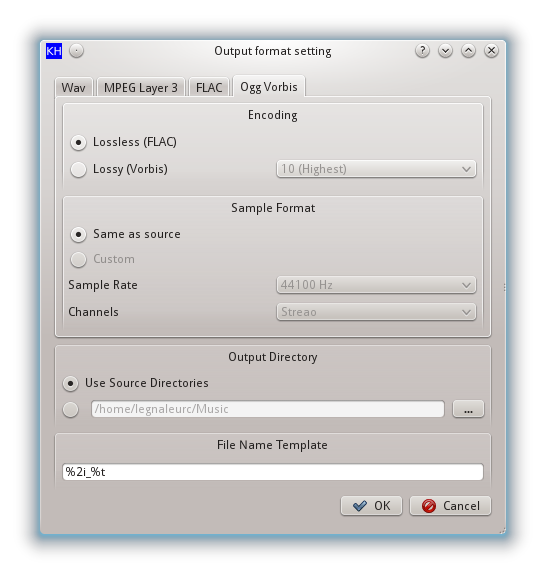 KH Output format setting ?
Wav MPEG Layer 3 FLAC Ogg Vorbis
Encoding
Lossless (FLAC)
Lossy (Vorbis) 10 (Highest)
Sample Format
Same as source
Custom
Sample Rate 44100 Hz
Channels Streao
Output Directory
Use Source Directories
/home/legnaleurc/Music ...
File Name Template
%2i_%t
OK Cancel